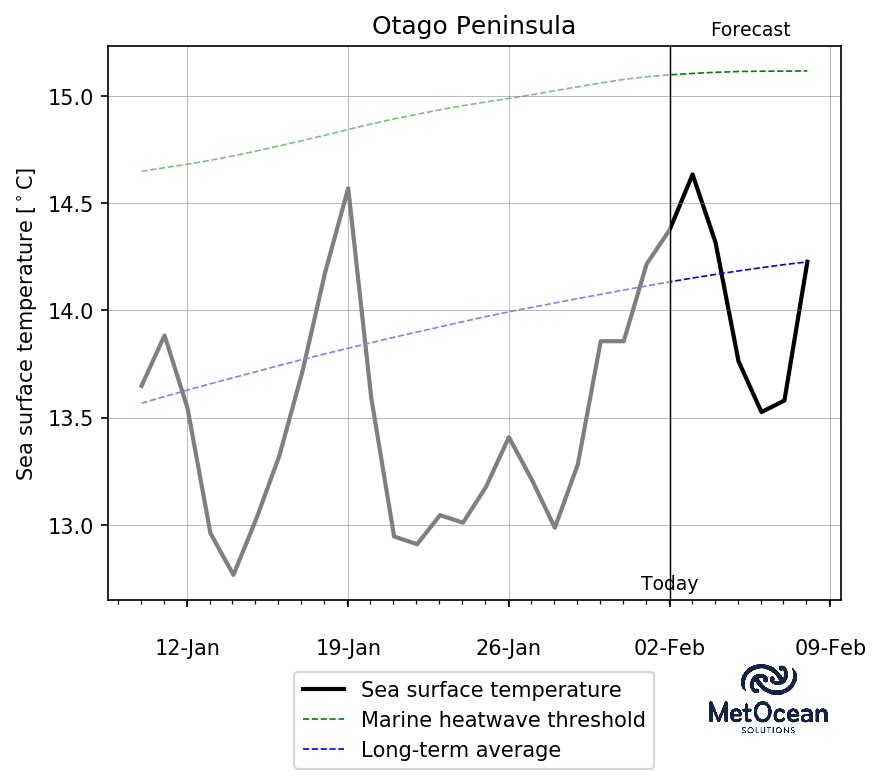 Otago Peninsula
Forecast
Sea surface temperature [°C]
15.0
14.5
14.0
13.5
13.0
Today
12-Jan
19-Jan
26-Jan
02-Feb
09-Feb
Sea surface temperature
Marine heatwave threshold
Long-term average
MetOcean
SOLUTIONS